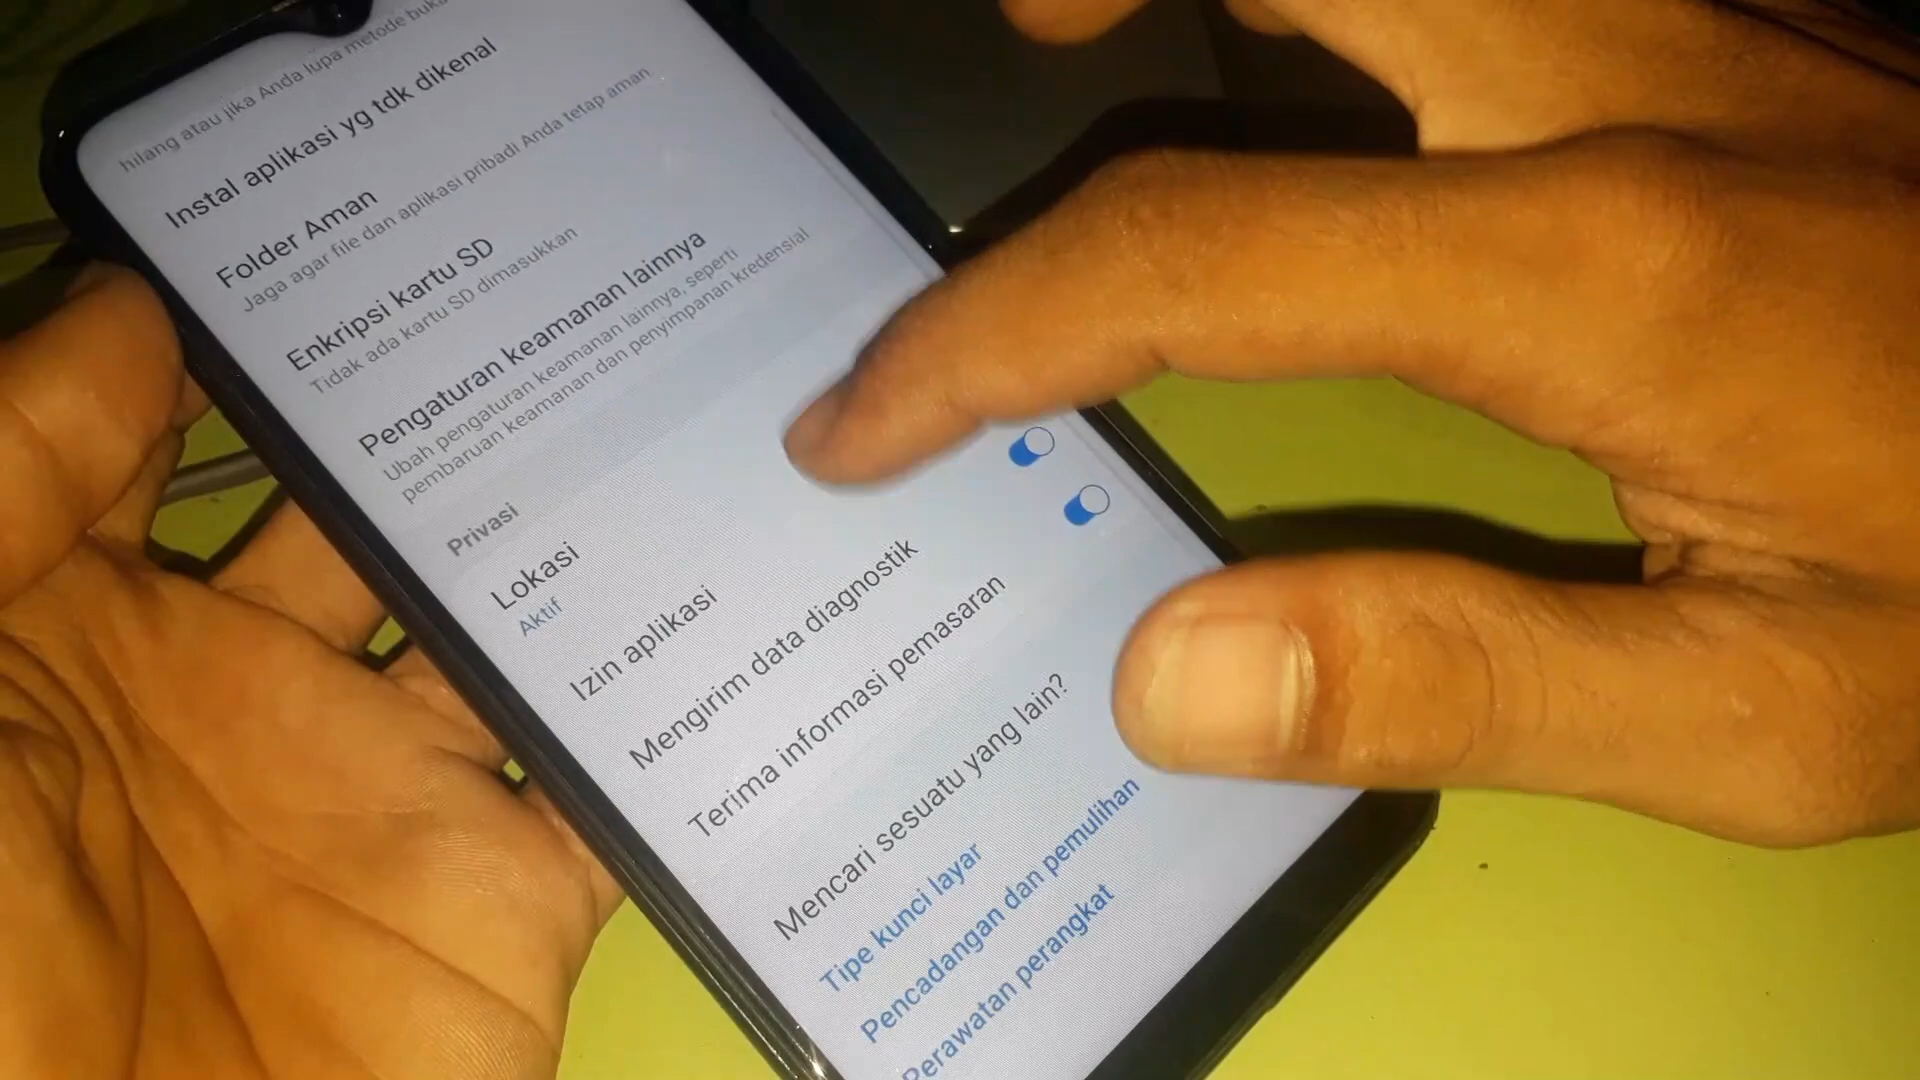 hilang atau jika Anda lupa metode buka
Instal aplikasi yg tdk dikenal
Folder Aman
Jaga agar file dan aplikasi pribadi Anda tetap aman
Enkripsi kartu SD
Tidak ada kartu SD dimasukkan
Pengaturan keamanan lainnya
Ubah pengaturan keamanan lainnya, seperti
pembaruan keamanan dan penyimpanan kredensial
Privasi
Lokasi
Aktif
Izin aplikasi
Mengirim data diagnostik
Terima informasi pemasaran
Mencari sesuatu yang lain?
Tipe kunci layar
Pencadangan dan pemulihan
Perawatan perangkat